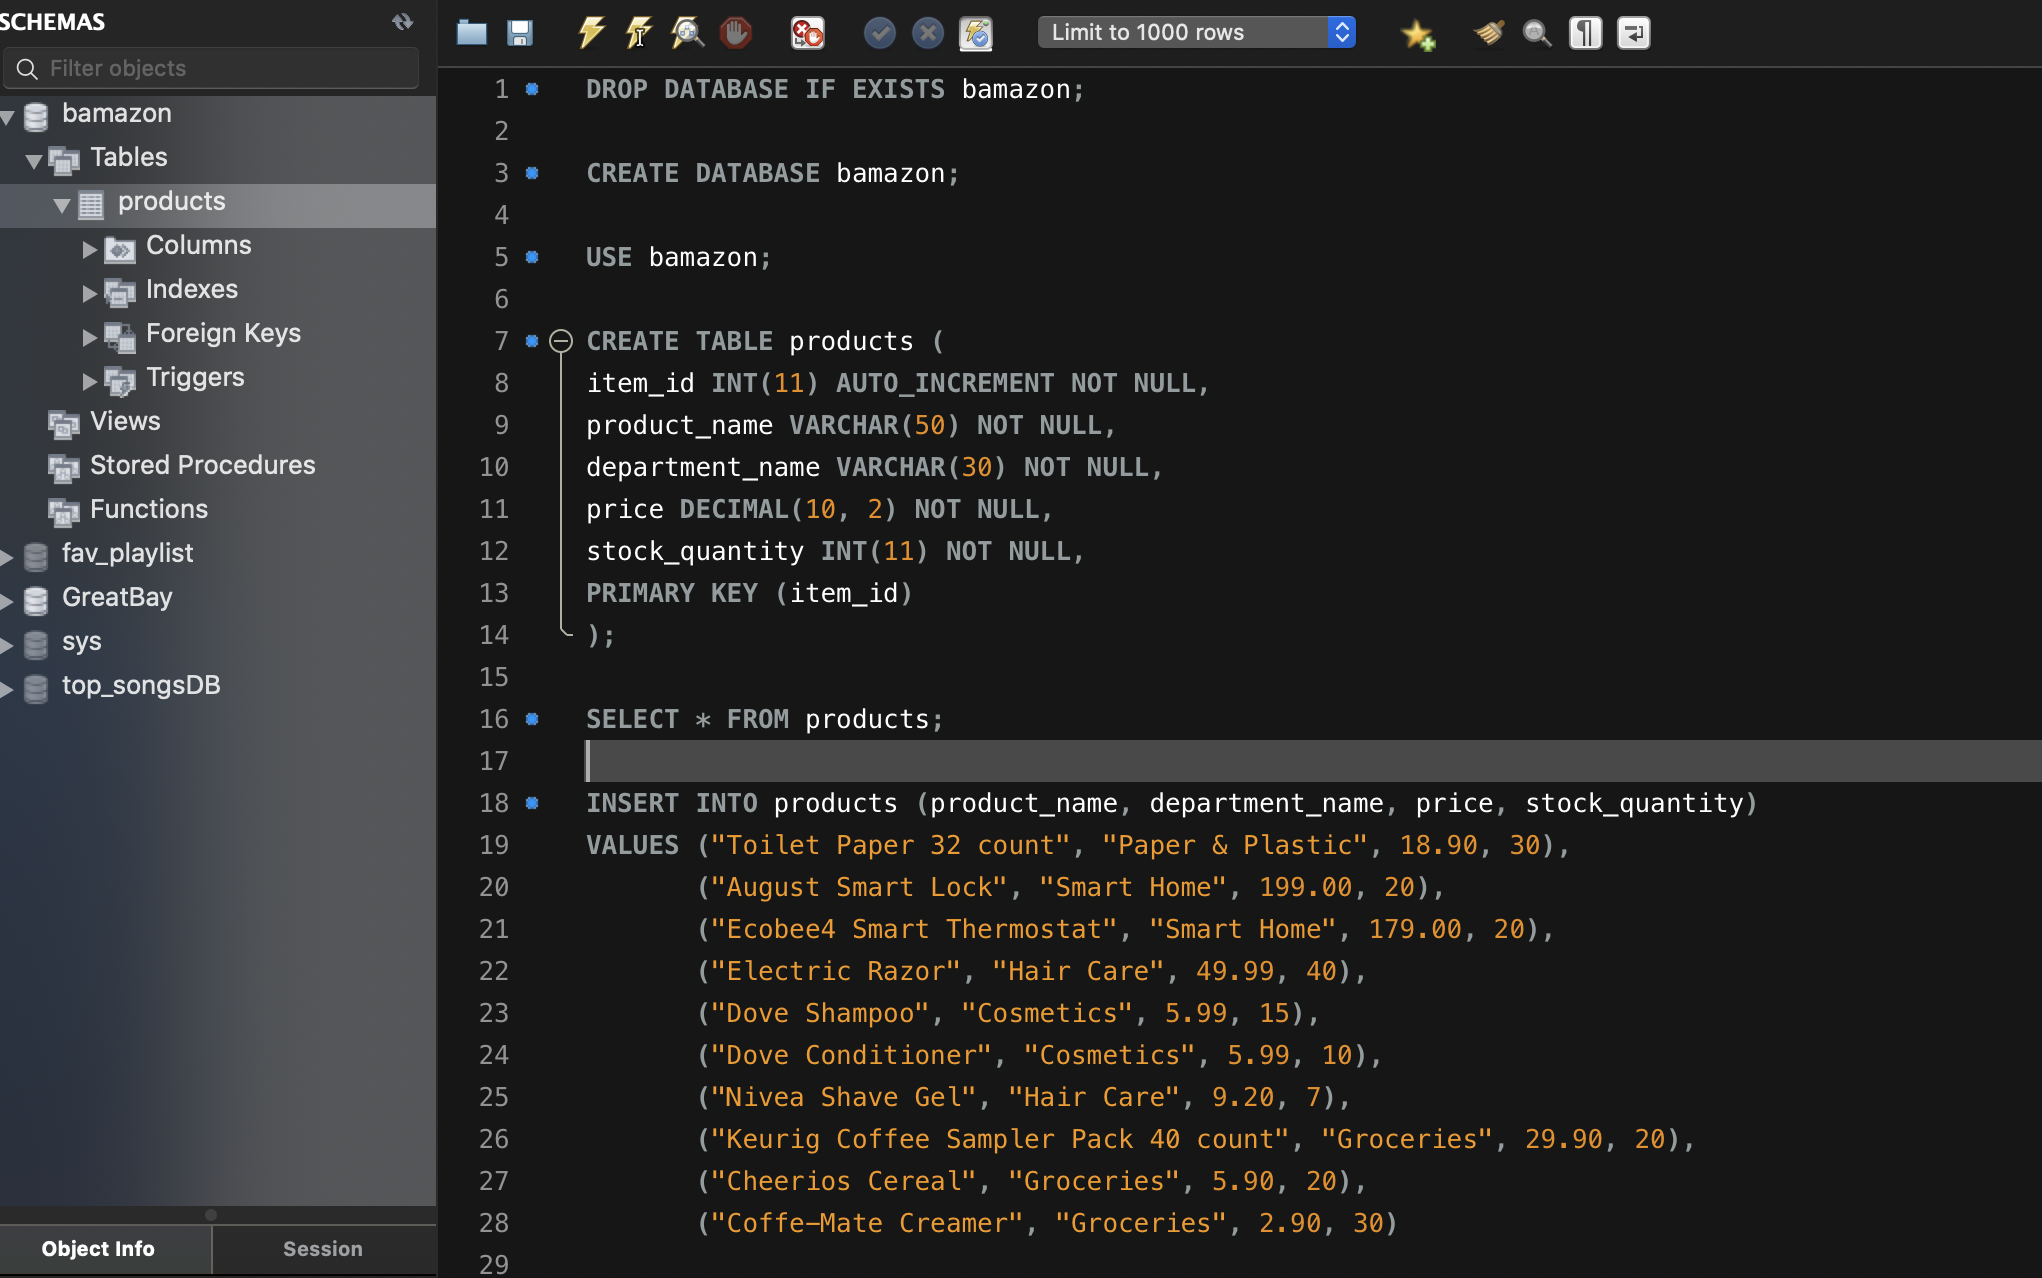 SCHEMAS
Filter objects
bamazon
Tables
products
Columns
Indexes
Foreign Keys
Triggers
Views
Stored Procedures
Functions
fav_playlist
GreatBay
sys
top_songsDB
Object Info
Session
Limit to 1000 rows
1 DROP DATABASE IF EXISTS bamazon;
2
3 CREATE DATABASE bamazon;
4
5 USE bamazon;
6
7 CREATE TABLE products (
8 item_id INT(11) AUTO_INCREMENT NOT NULL,
9 product_name VARCHAR(50) NOT NULL,
10 department_name VARCHAR(30) NOT NULL,
11 price DECIMAL(10, 2) NOT NULL,
12 stock_quantity INT(11) NOT NULL,
13 PRIMARY KEY (item_id)
14 );
15
16 SELECT * FROM products;
17
18 INSERT INTO products (product_name, department_name, price, stock_quantity)
19 VALUES ("Toilet Paper 32 count", "Paper & Plastic", 18.90, 30),
20 ("August Smart Lock", "Smart Home", 199.00, 20),
21 ("Ecobee4 Smart Thermostat", "Smart Home", 179.00, 20),
22 ("Electric Razor", "Hair Care", 49.99, 40),
23 ("Dove Shampoo", "Cosmetics", 5.99, 15),
24 ("Dove Conditioner", "Cosmetics", 5.99, 10),
25 ("Nivea Shave Gel", "Hair Care", 9.20, 7),
26 ("Keurig Coffee Sampler Pack 40 count", "Groceries", 29.90, 20),
27 ("Cheerios Cereal", "Groceries", 5.90, 20),
28 ("Coffe-Mate Creamer", "Groceries", 2.90, 30)
29